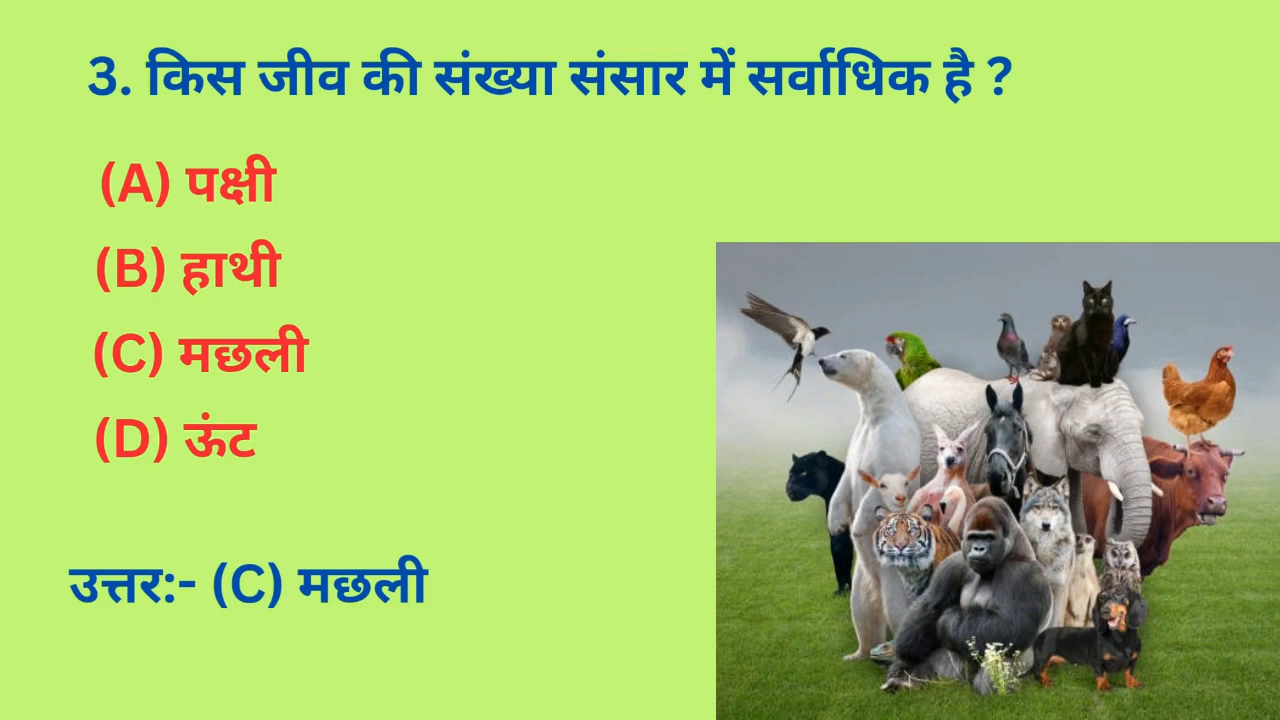 3. किस जीव की संख्या संसार में सर्वाधिक है ?
(A) पक्षी
(B) हाथी
(C) मछली
(D) ऊंट
उत्तर:- (C) मछली